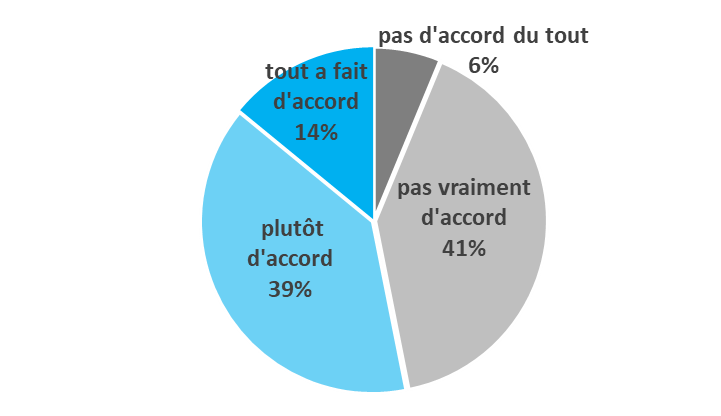 pas d'accord du tout
6%
tout a fait
d'accord
14%
pas vraiment
d'accord
41%
plutôt
d'accord
39%